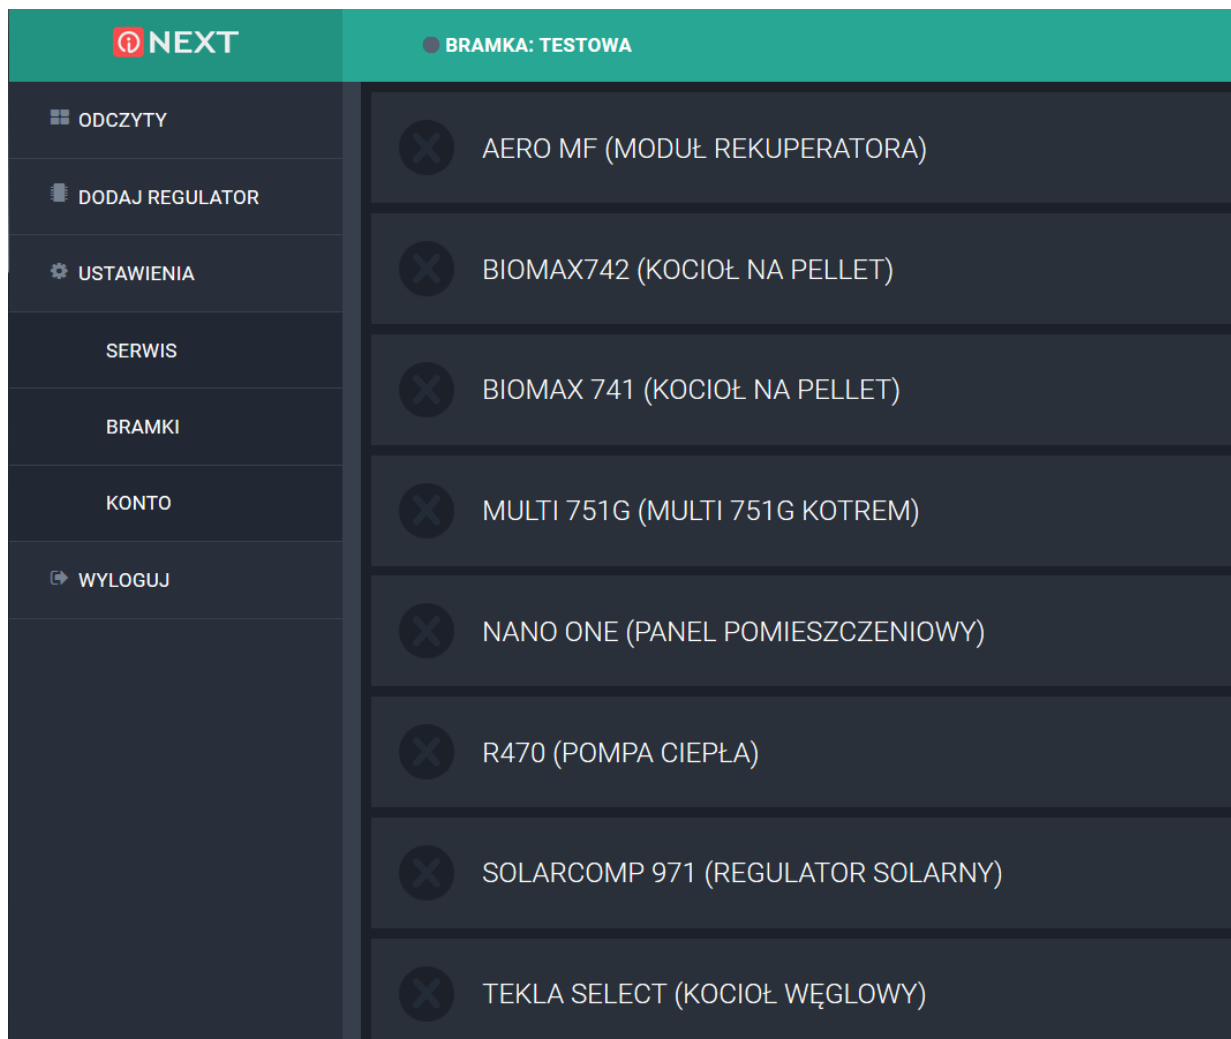 NEXT
BRAMKA: TESTOWA
ODCZYTY
DODAJ REGULATOR
USTAWIENIA
SERWIS
BRAMKI
KONTO
WYLOGUJ
AERO MF (MODUŁ REKUPERATORA)
BIOMAX742 (KOCIOŁ NA PELLET)
BIOMAX 741 (KOCIOŁ NA PELLET)
MULTI 751G (MULTI 751G KOTREM)
NANO ONE (PANEL POMIESZCZENIOWY)
R470 (POMPA CIEPŁA)
SOLARCOMP 971 (REGULATOR SOLARNY)
TEKLA SELECT (KOCIOŁ WĘGLOWY)